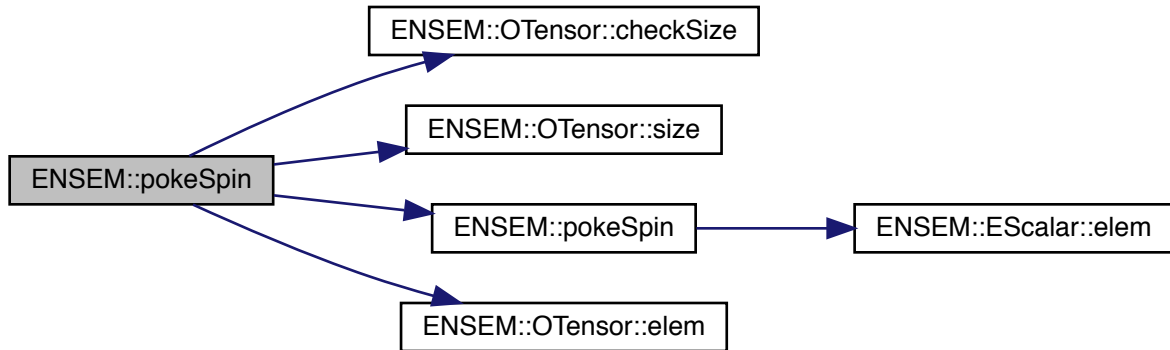 ENSEM::OTensor::checkSize
ENSEM::OTensor::size
ENSEM::pokeSpin
ENSEM::pokeSpin
ENSEM::EScalar::elem
ENSEM::OTensor::elem